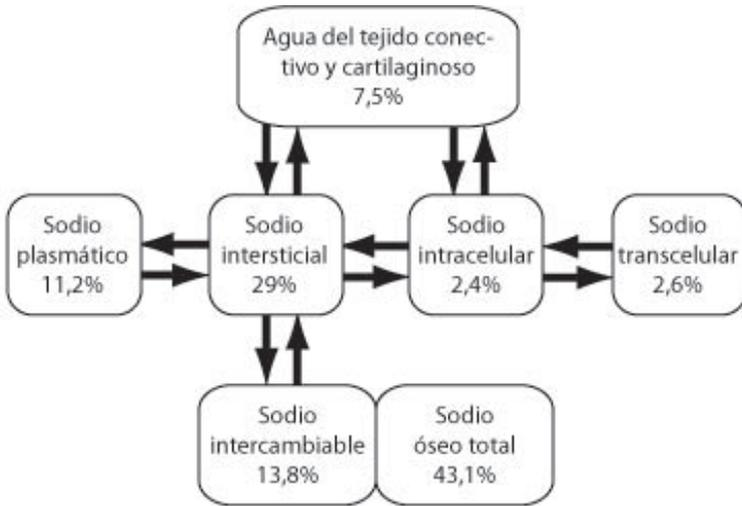 Agua del tejido conec-
tivo y cartilaginoso
7,5%
Sodio
plasmático
11,2%
Sodio
intersticial
29%
Sodio
intracelular
2,4%
Sodio
transcelular
2,6%
Sodio
intercambiable
13,8%
Sodio
óseo total
43,1%